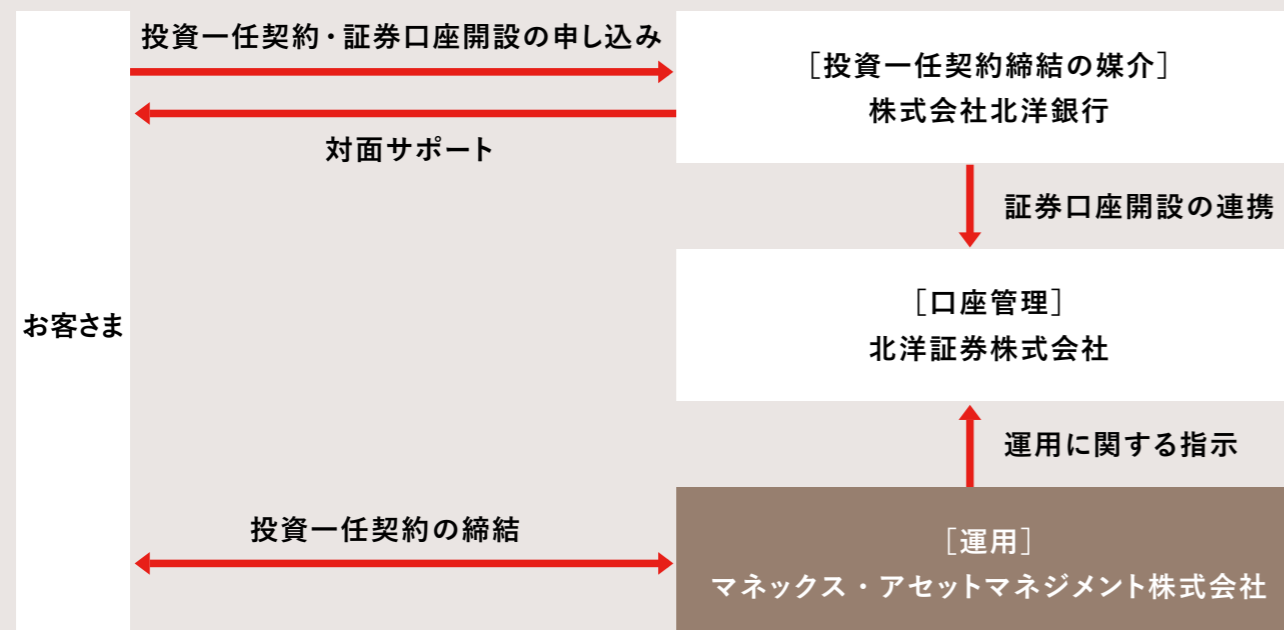 投資一任契約・証券口座開設の申し込み
対面サポート
［投資一任契約締結の媒介］
株式会社北洋銀行
証券口座開設の連携
お客さま
［口座管理］
北洋証券株式会社
運用に関する指示
投資一任契約の締結
［運用］
マネックス・アセットマネジメント株式会社